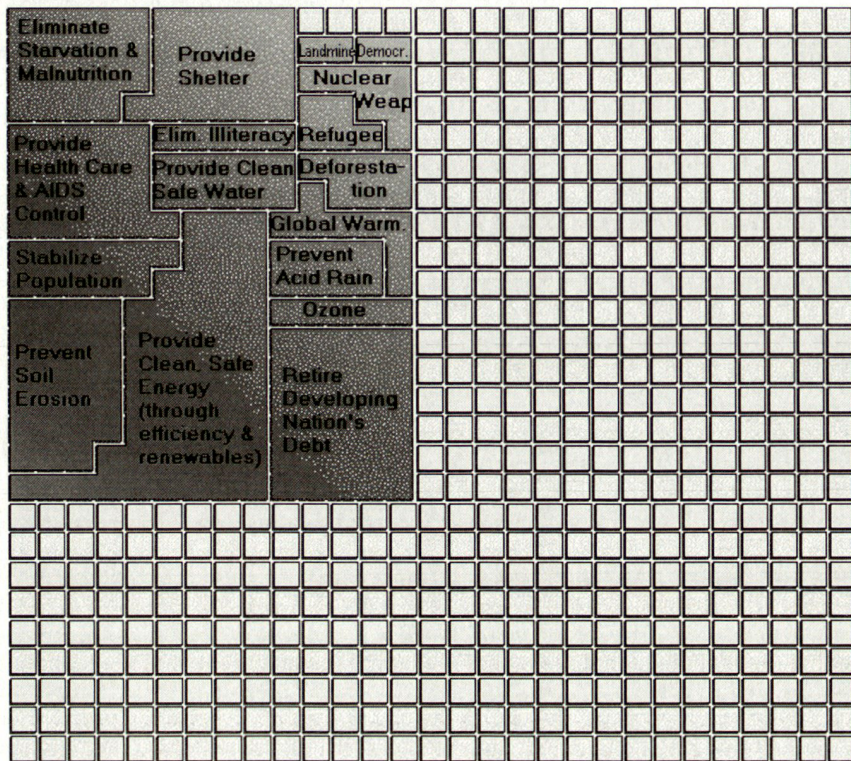 Eliminate
Starvation &
Malnutrition
Provide
Shelter
Landmine
Democr.
Nuclear
Weap
Elim. Illiteracy
Refugee
Provide
Health Care
& AIDS
Control
Provide Clean
Safe Water
Deforesta-
tion
Global Warm.
Stabilize
Population
Prevent
Acid Rain
Ozone
Prevent
Soil
Erosion
Provide
Clean, Safe
Energy
(through
efficiency &
renewables)
Retire
Developing
Nation's
Debt